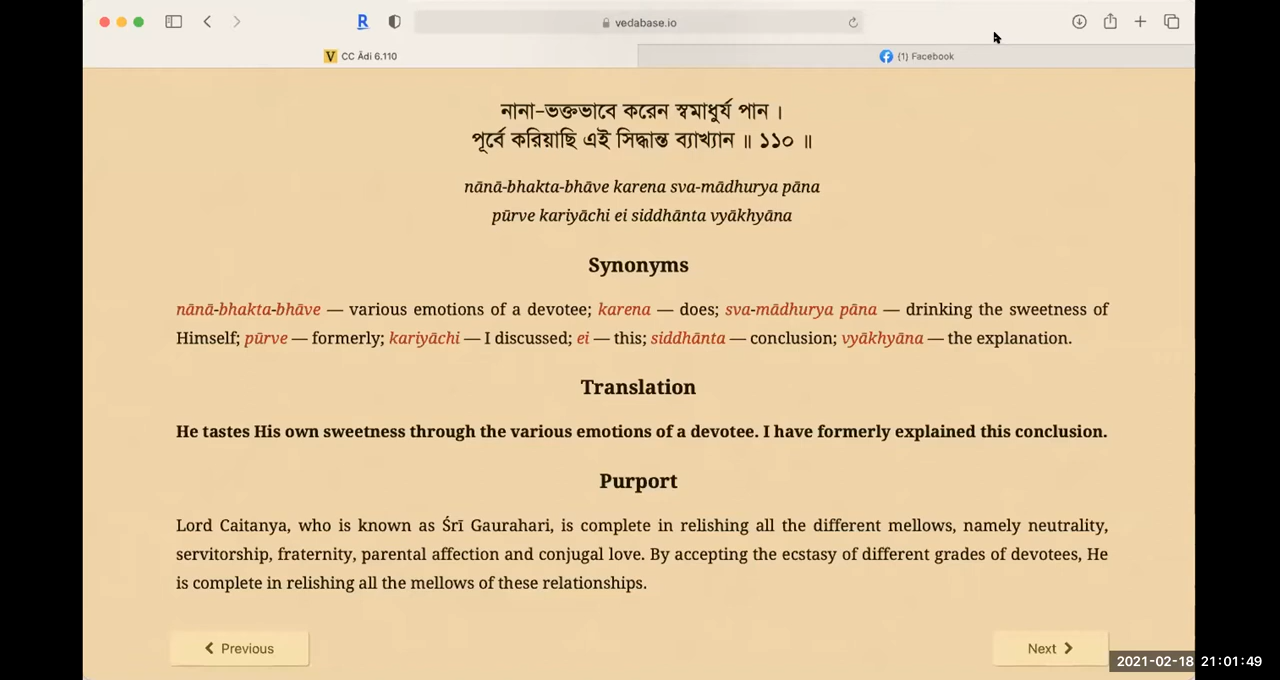 vedabase.io
CC Ādi 6.110
(1) Facebook
নানা-ভক্তভাবে করেন স্বমাধুর্য পান ।
পূর্বে করিয়াছি এই সিদ্ধান্ত ব্যাখ্যান ॥ ১১০ ॥
nānā-bhakta-bhāve karena sva-mādhurya pāna
pūrve kariyāchi ei siddhānta vyākhyāna
Synonyms
nānā-bhakta-bhāve — various emotions of a devotee; karena — does; sva-mādhurya pāna — drinking the sweetness of
Himself; pūrve — formerly; kariyāchi — I discussed; ei — this; siddhānta — conclusion; vyākhyāna — the explanation.
Translation
He tastes His own sweetness through the various emotions of a devotee. I have formerly explained this conclusion.
Purport
Lord Caitanya, who is known as Śrī Gaurahari, is complete in relishing all the different mellows, namely neutrality,
servitorship, fraternity, parental affection and conjugal love. By accepting the ecstasy of different grades of devotees, He
is complete in relishing all the mellows of these relationships.
Previous
Next
2021-02-18 21:01:49